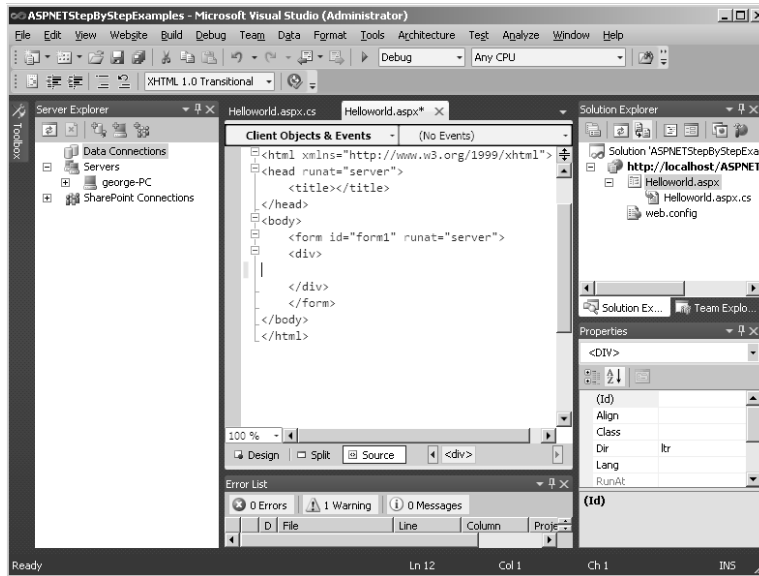 ASPNETStepByStepExamples - Microsoft Visual Studio (Administrator)
File Edit View Website Build Debug Team Data Format Tools Architecture Test Analyze Window Help
Debug Any CPU
XHTML 1.0 Transitional
Toolbox
Server Explorer
Data Connections
Servers
george-PC
SharePoint Connections
Helloworld.aspx.cs Helloworld.aspx*
Client Objects & Events (No Events)
<html xmlns="http://www.w3.org/1999/xhtml">
<head runat="server">
<title></title>
</head>
<body>
<form id="form1" runat="server">
<div>
</div>
</form>
</body>
</html>
100 %
Design Split Source <div>
Error List
0 Errors 1 Warning 0 Messages
D File Line Column Proje
Solution Explorer
Solution 'ASPNETStepByStepExa
http://localhost/ASPNET
Helloworld.aspx
Helloworld.aspx.cs
web.config
Solution Ex... Team Explo...
Properties
<DIV>
(Id)
Align
Class
Dir ltr
Lang
RunAt
(Id)
Ready Ln 12 Col 1 Ch 1 INS